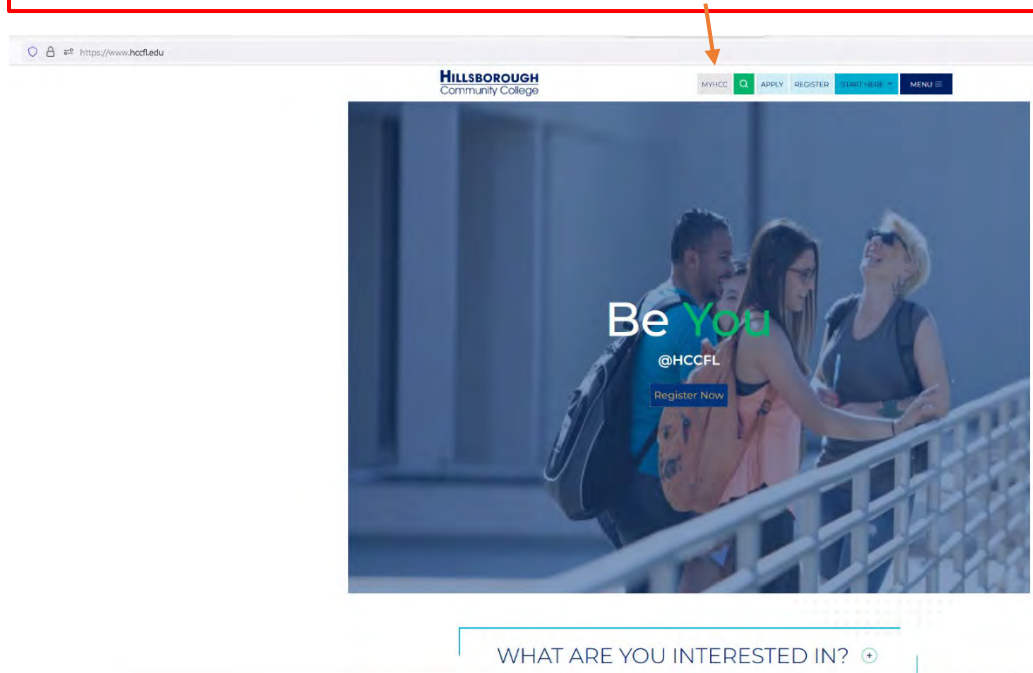 https://www.hccfl.edu
HILLSBOROUGH
Community College
MYHCC APPLY REGISTER START HERE MENU
Be You
@HCCFL
Register Now
WHAT ARE YOU INTERESTED IN?